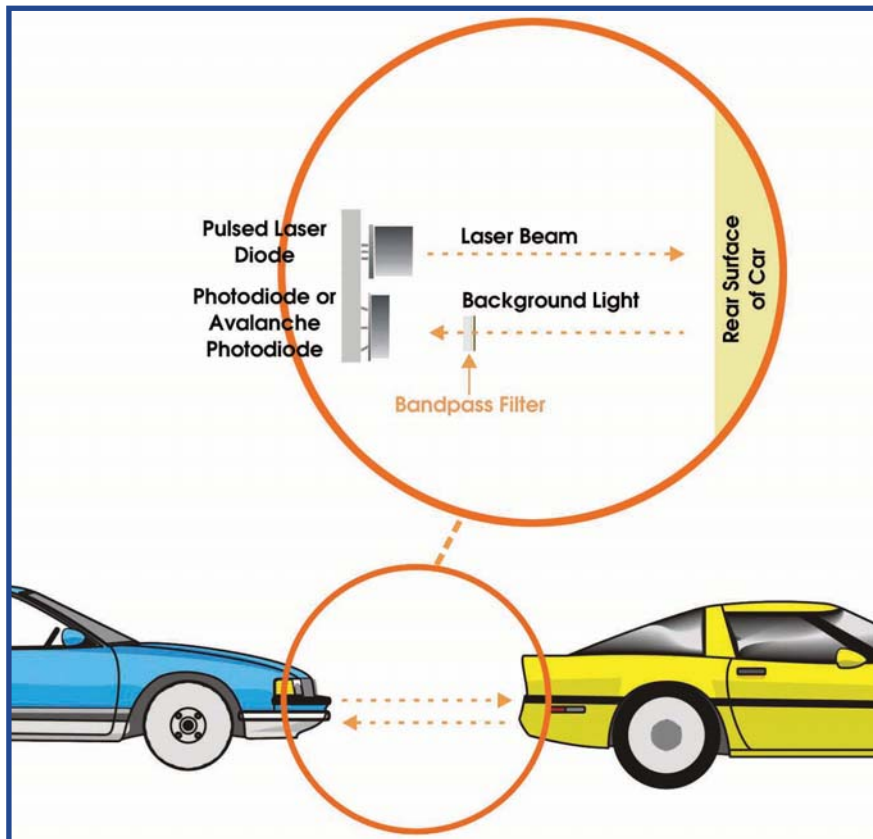 Pulsed Laser
Diode
Laser Beam
Photodiode or
Avalanche
Photodiode
Background Light
Bandpass Filter
Rear Surface
of Car